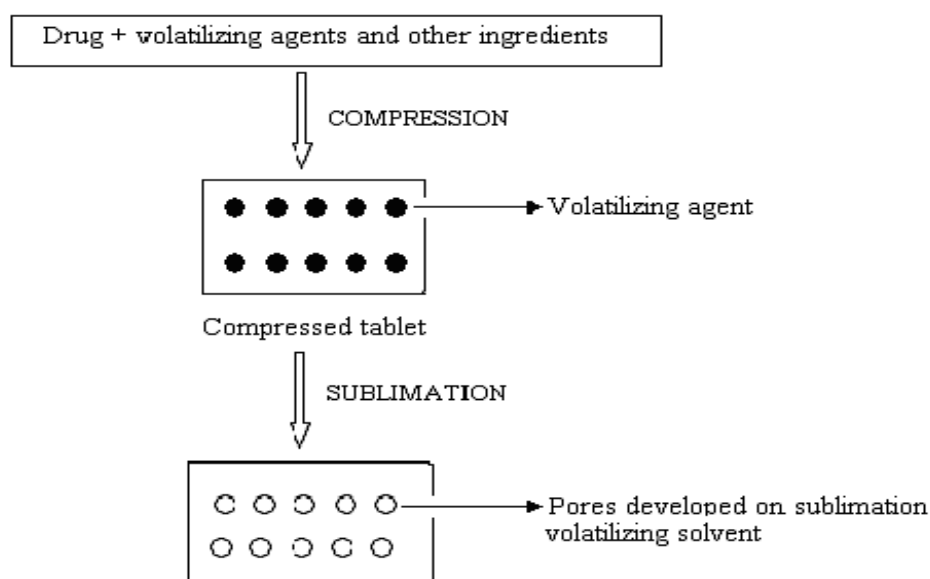 Drug + volatilizing agents and other ingredients
COMPRESSION
Volatilizing agent
Compressed tablet
SUBLIMATION
Pores developed on sublimation
volatilizing solvent